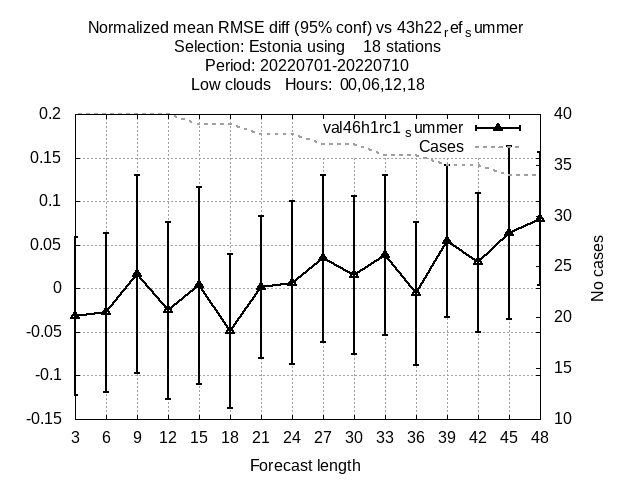 Normalized mean RMSE diff (95% conf) vs 43h22refsummer
Selection: Estonia using 18 stations
Period: 20220701-20220710
Low clouds Hours: 00,06,12,18
val46h1rc1summer
Cases
0.2
0.15
0.1
0.05
0
-0.05
-0.1
-0.15
40
35
30
25
20
15
10
No cases
3 6 9 12 15 18 21 24 27 30 33 36 39 42 45 48
Forecast length